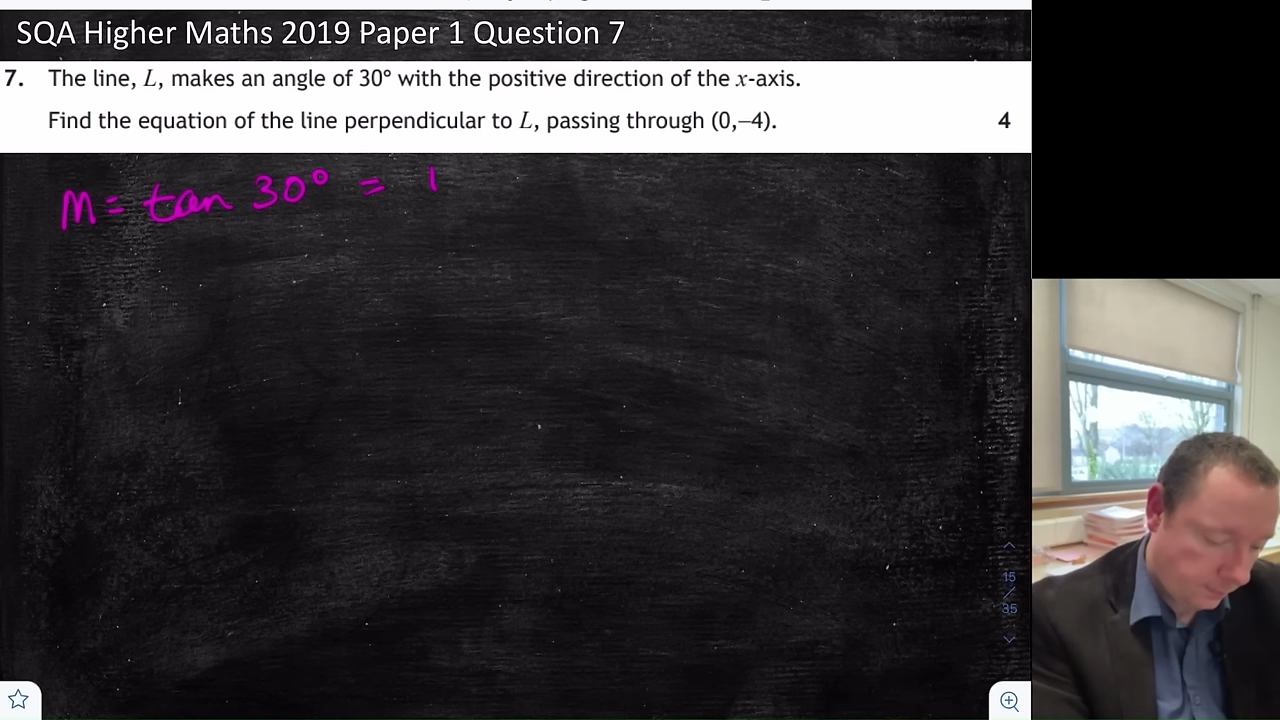 SQA Higher Maths 2019 Paper 1 Question 7
7. The line, L, makes an angle of 30° with the positive direction of the x-axis.
Find the equation of the line perpendicular to L, passing through (0,–4). 4
M = tan 30° = 1
15
/
35